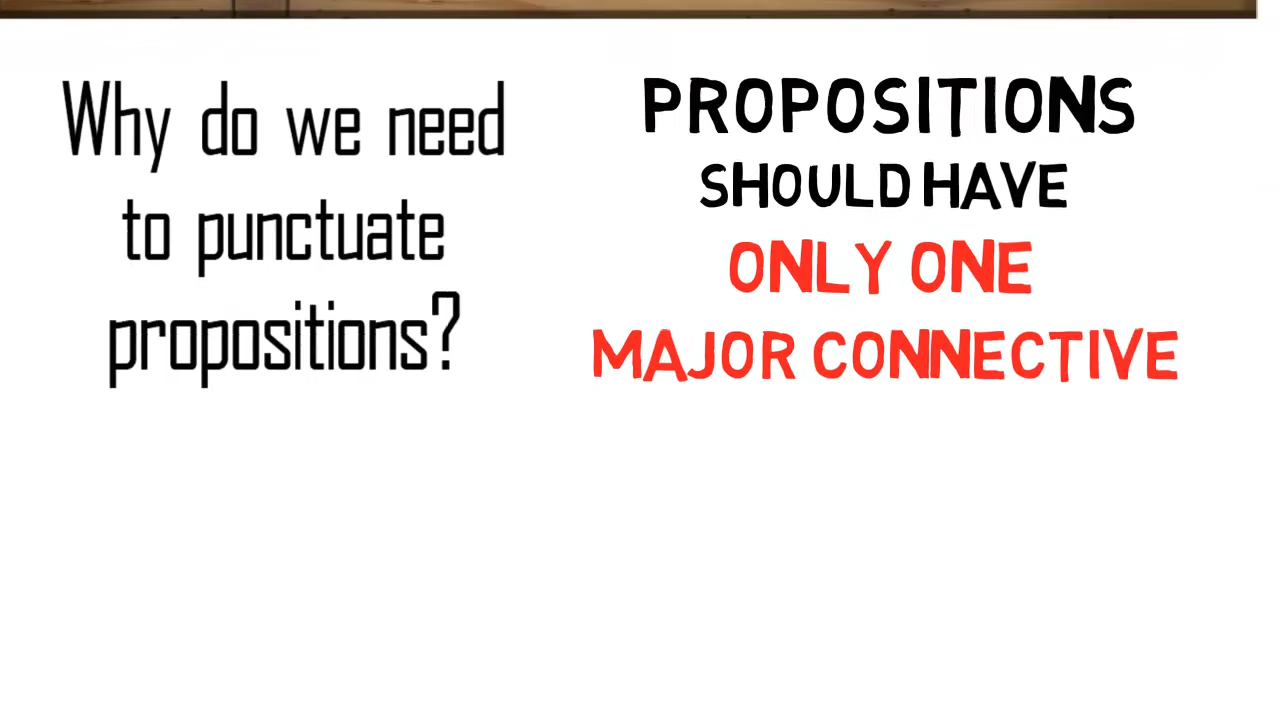 Why do we need
to punctuate
propositions?
PROPOSITIONS
SHOULD HAVE
ONLY ONE
MAJOR CONNECTIVE